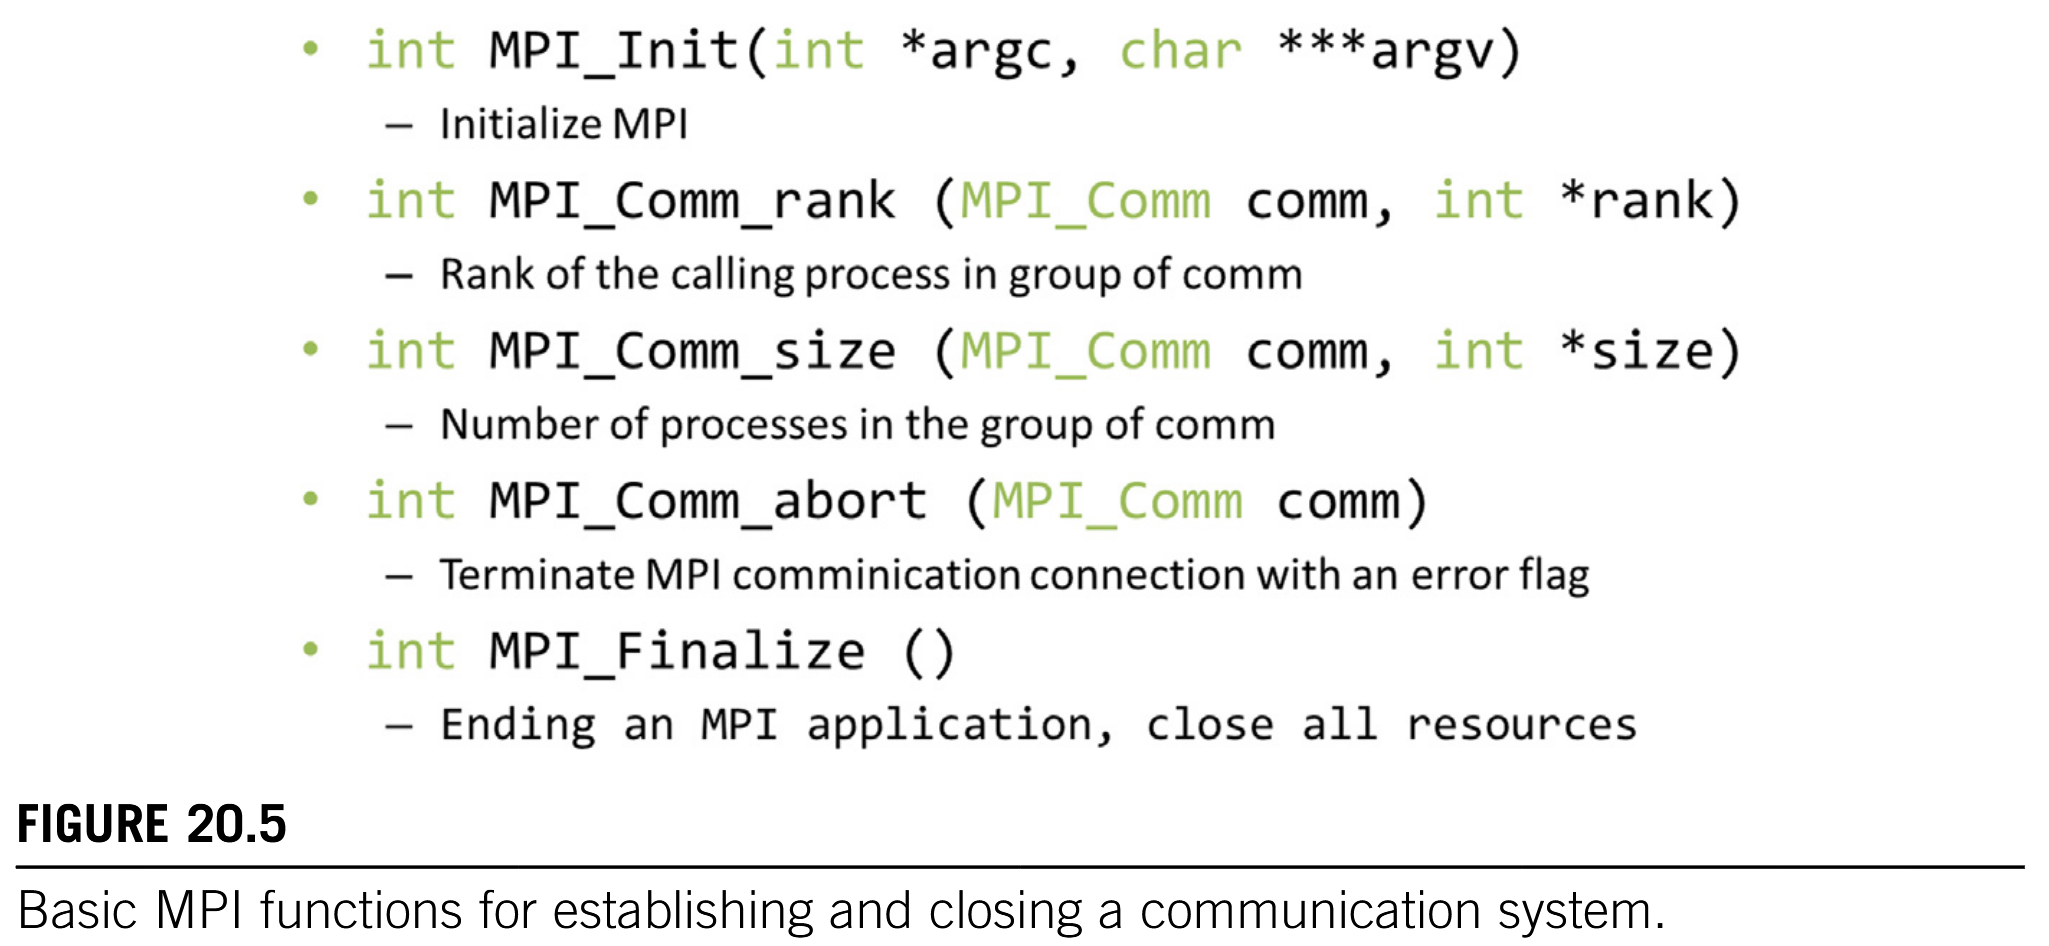 • int MPI_Init(int *argc, char ***argv)
– Initialize MPI
• int MPI_Comm_rank (MPI_Comm comm, int *rank)
– Rank of the calling process in group of comm
• int MPI_Comm_size (MPI_Comm comm, int *size)
– Number of processes in the group of comm
• int MPI_Comm_abort (MPI_Comm comm)
– Terminate MPI comminication connection with an error flag
• int MPI_Finalize ()
– Ending an MPI application, close all resources
FIGURE 20.5
Basic MPI functions for establishing and closing a communication system.